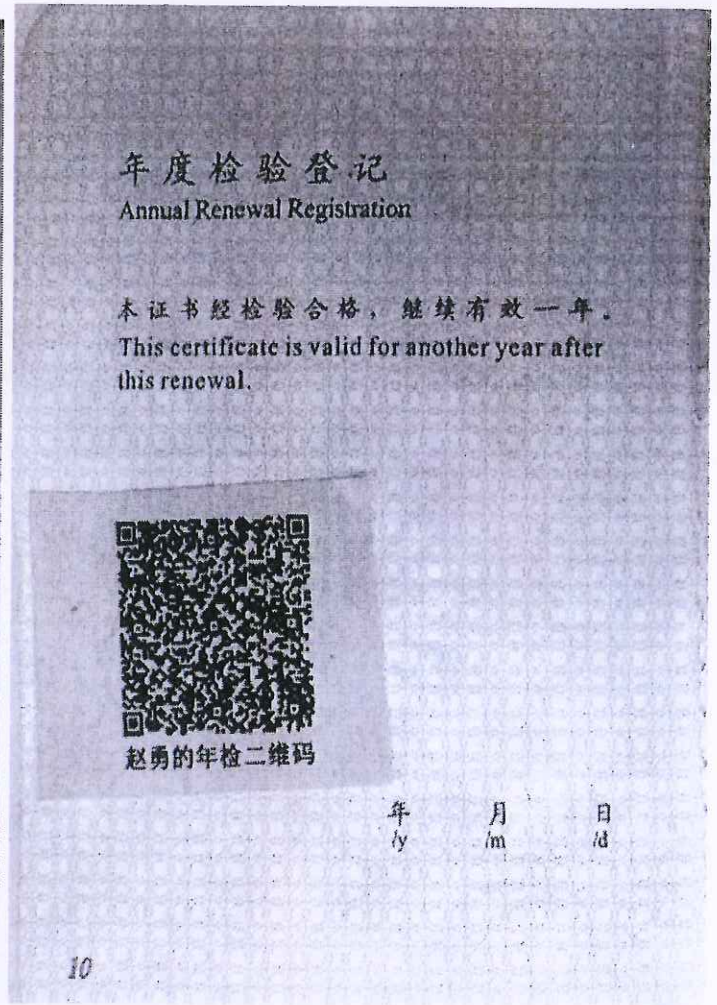 年度检验登记
Annual Renewal Registration
本证书经检验合格，继续有效一年。
This certificate is valid for another year after
this renewal.
赵勇的年检二维码
年 月 日
/y /m /d
10